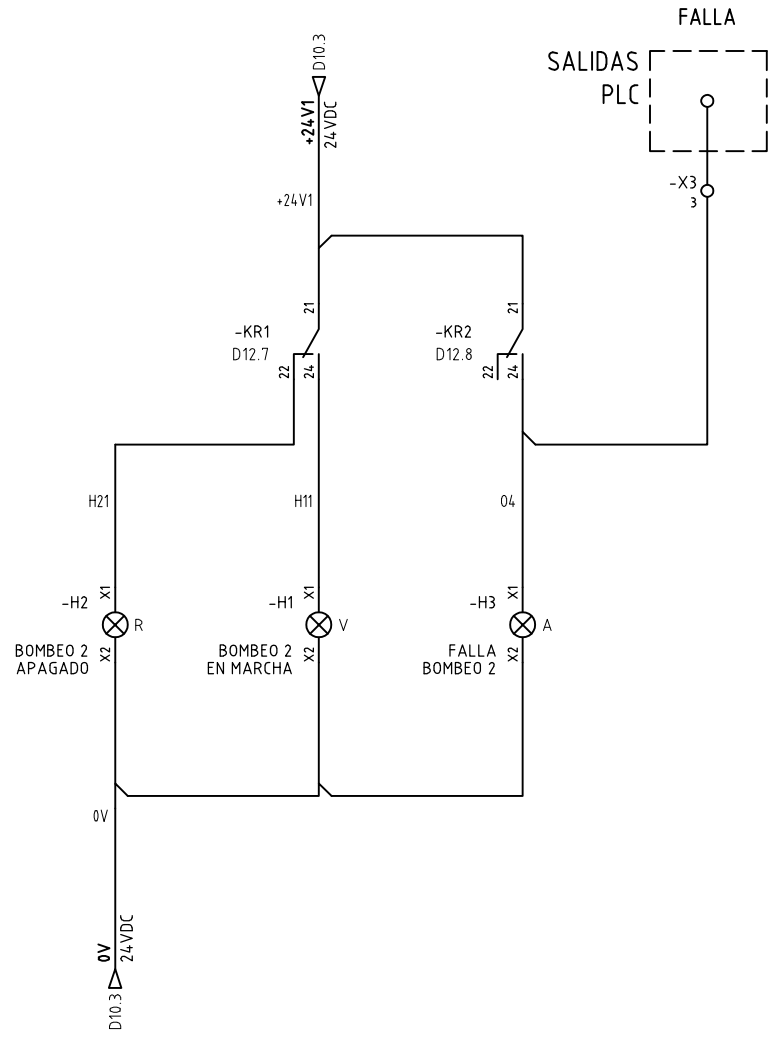 FALLA
SALIDAS
PLC
D10.3
+24V1
24VDC
-X3
3
+24V1
21
21
-KR1
D12.7
22
24
-KR2
D12.8
22
24
H21
H11
04
X1
X1
X1
-H2
-H1
-H3
R
V
A
X2
X2
X2
BOMBEO 2
APAGADO
BOMBEO 2
EN MARCHA
FALLA
BOMBEO 2
0V
0V
24VDC
D10.3